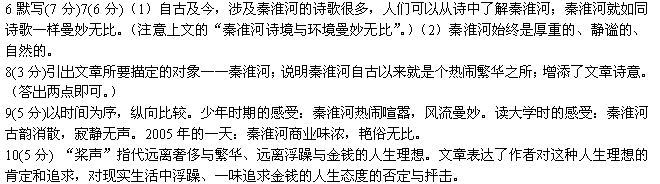 6 默写(7 分)7(6 分)（1）自古及今，涉及秦淮河的诗歌很多，人们可以从诗中了解秦淮河；秦淮河就如同
诗歌一样曼妙无比。（注意上文的“秦淮河诗境与环境曼妙无比”。）（2）秦淮河始终是厚重的、静谧的、
自然的。
8(3 分)引出文章所要描定的对象一一秦淮河；说明秦淮河自古以来就是个热闹繁华之所；增添了文章诗意。
（答出两点即可。）
9(5 分)以时间为序，纵向比较。少年时期的感受：秦淮河热闹喧嚣，风流曼妙。读大学时的感受：秦淮河
古韵消散，寂静无声。2005 年的一天：秦淮河商业味浓，艳俗无比。
10(5 分) “桨声”指代远离奢侈与繁华、远离浮躁与金钱的人生理想。文章表达了作者对这种人生理想的
肯定和追求，对现实生活中浮躁、一味追求金钱的人生态度的否定与抨击。